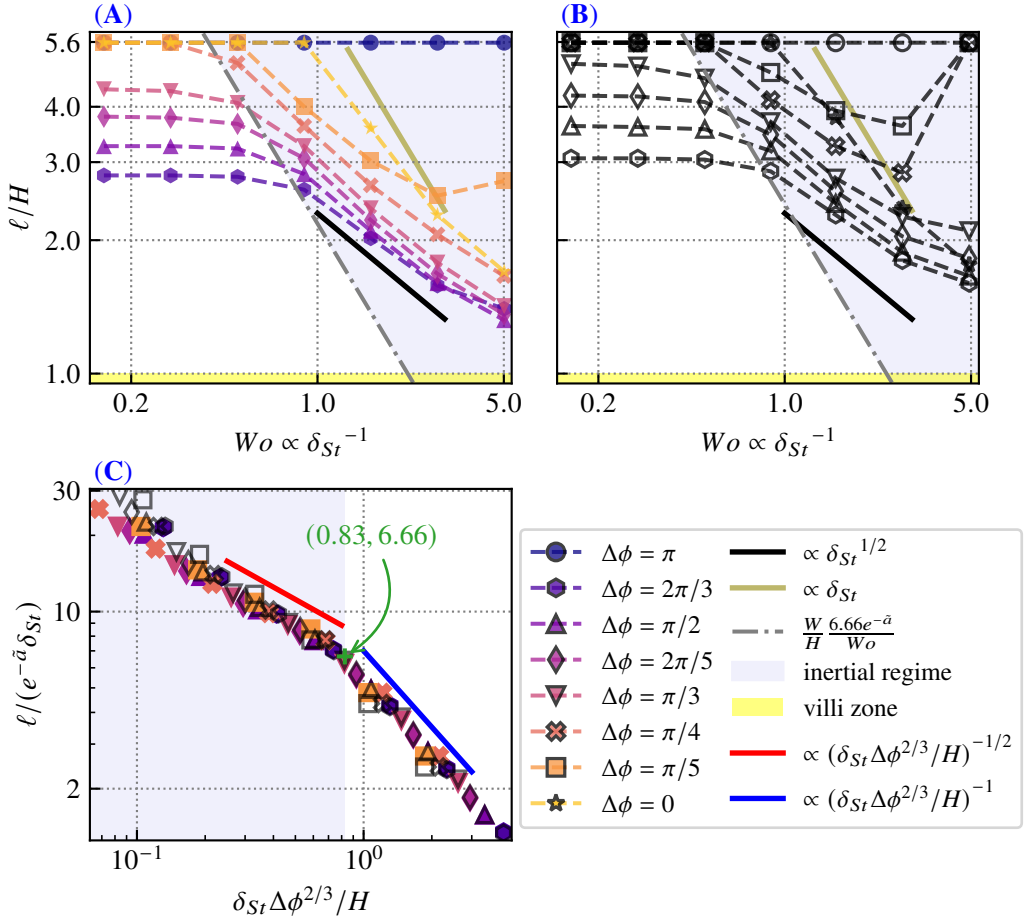 (A)
(B)
ℓ/H
5.6
4.0
3.0
2.0
1.0
0.2
1.0
5.0
Wo ∝ δ_St⁻¹
0.2
1.0
5.0
Wo ∝ δ_St⁻¹
(C)
ℓ/(e^{-ã}δ_St)
30
10
2
(0.83, 6.66)
10⁻¹
10⁰
δ_St Δϕ^{2/3}/H
Δϕ = π
Δϕ = 2π/3
Δϕ = π/2
Δϕ = 2π/5
Δϕ = π/3
Δϕ = π/4
Δϕ = π/5
Δϕ = 0
∝ δ_St^{1/2}
∝ δ_St
W/H 6.66e^{-ã}/Wo
inertial regime
villi zone
∝ (δ_St Δϕ^{2/3}/H)^{-1/2}
∝ (δ_St Δϕ^{2/3}/H)^{-1}